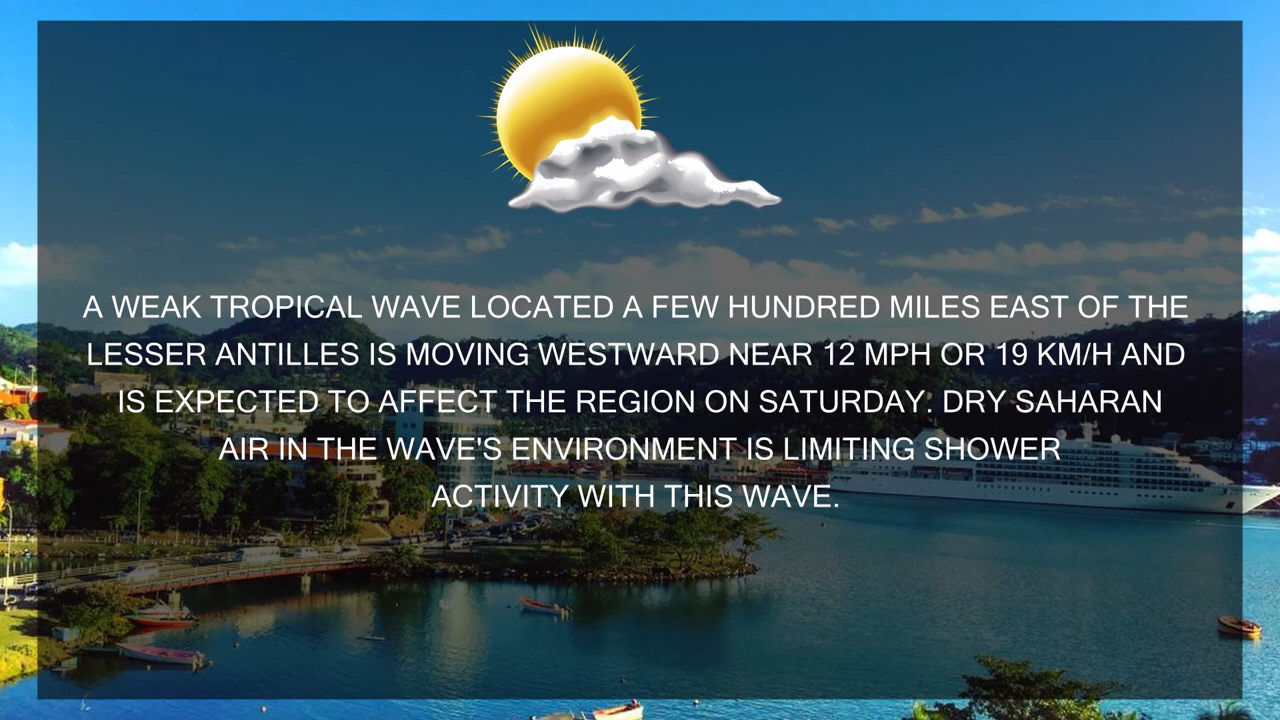 A WEAK TROPICAL WAVE LOCATED A FEW HUNDRED MILES EAST OF THE
LESSER ANTILLES IS MOVING WESTWARD NEAR 12 MPH OR 19 KM/H AND
IS EXPECTED TO AFFECT THE REGION ON SATURDAY. DRY SAHARAN
AIR IN THE WAVE'S ENVIRONMENT IS LIMITING SHOWER
ACTIVITY WITH THIS WAVE.